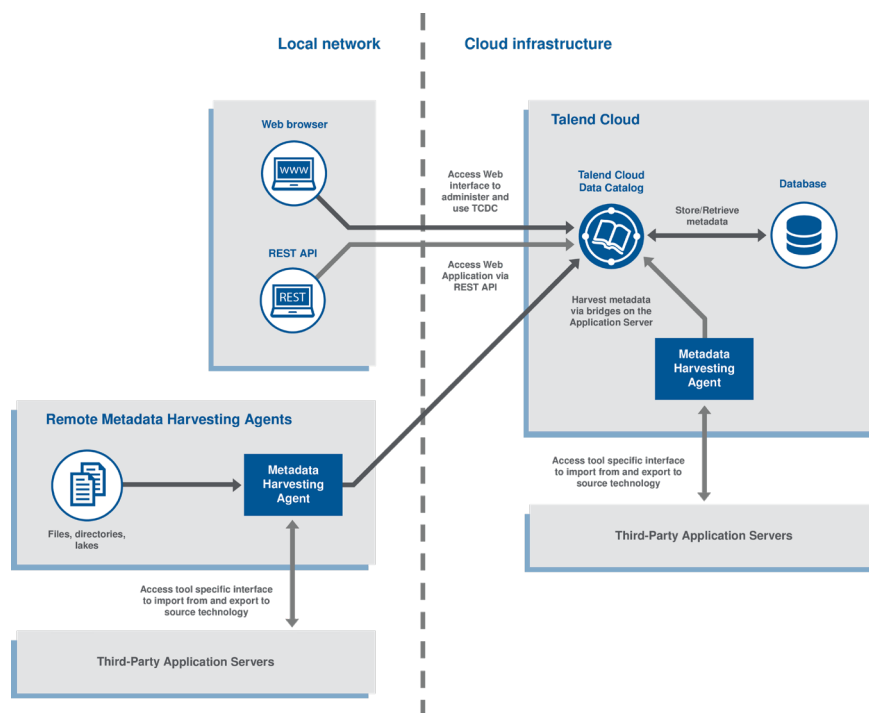 Local network
Cloud infrastructure
Web browser
WWW
REST API
REST
Access Web
interface to
administer and
use TCDC
Access Web
Application via
REST API
Talend Cloud
Talend Cloud
Data Catalog
Store/Retrieve
metadata
Database
Harvest metadata
via bridges on the
Application Server
Metadata
Harvesting
Agent
Access tool specific interface
to import from and export to
source technology
Third-Party Application Servers
Remote Metadata Harvesting Agents
Files, directories,
lakes
Metadata
Harvesting
Agent
Access tool specific interface
to import from and export to
source technology
Third-Party Application Servers